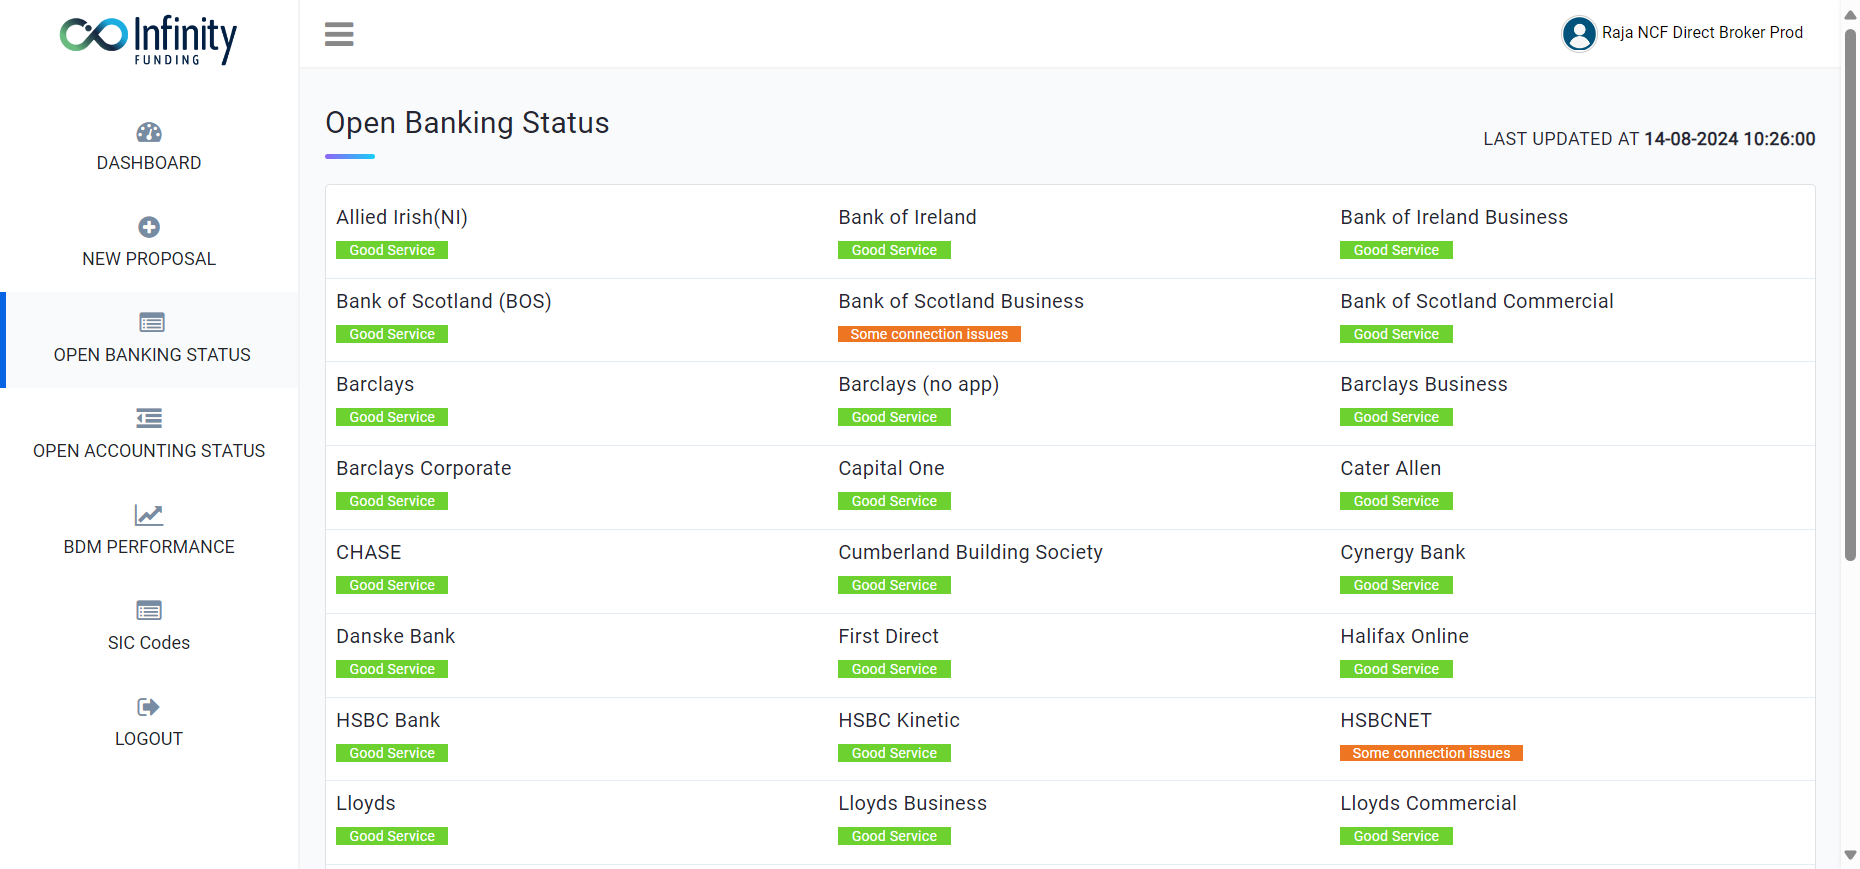 Infinity
FUNDING
Raja NCF Direct Broker Prod
DASHBOARD
NEW PROPOSAL
OPEN BANKING STATUS
OPEN ACCOUNTING STATUS
BDM PERFORMANCE
SIC Codes
LOGOUT
Open Banking Status
LAST UPDATED AT 14-08-2024 10:26:00
Allied Irish(NI) Bank of Ireland Bank of Ireland Business
Good Service Good Service Good Service
Bank of Scotland (BOS) Bank of Scotland Business Bank of Scotland Commercial
Good Service Some connection issues Good Service
Barclays Barclays (no app) Barclays Business
Good Service Good Service Good Service
Barclays Corporate Capital One Cater Allen
Good Service Good Service Good Service
CHASE Cumberland Building Society Cynergy Bank
Good Service Good Service Good Service
Danske Bank First Direct Halifax Online
Good Service Good Service Good Service
HSBC Bank HSBC Kinetic HSBCNET
Good Service Good Service Some connection issues
Lloyds Lloyds Business Lloyds Commercial
Good Service Good Service Good Service